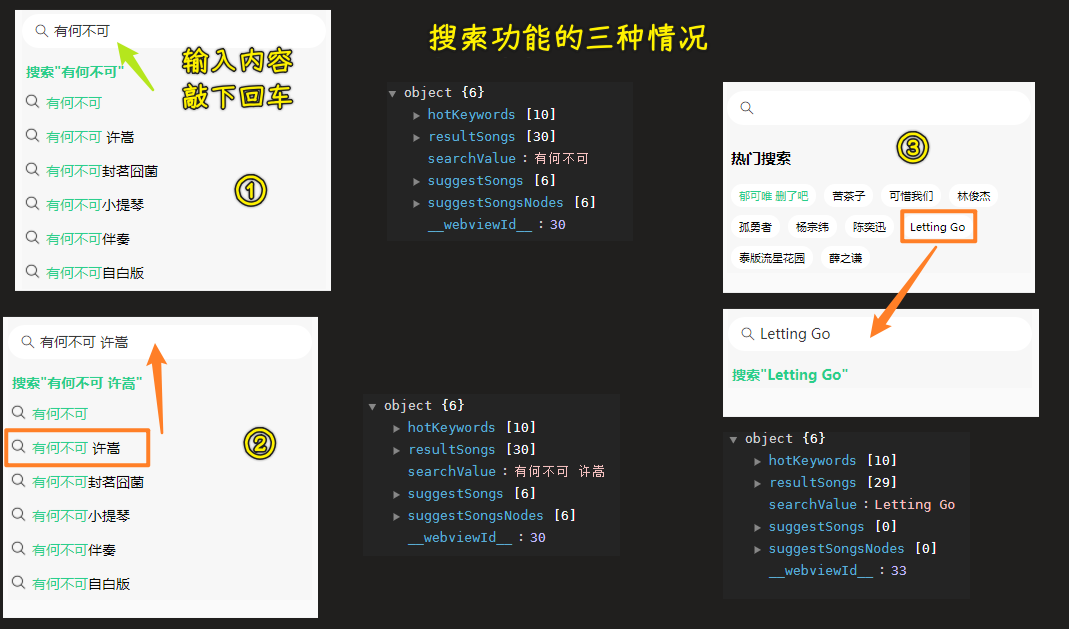 搜索功能的三种情况
有何不可
输入内容
敲下回车
搜索"有何不可"
有何不可
有何不可 许嵩
有何不可封茗囧菌
有何不可小提琴
有何不可伴奏
有何不可自白版
①
object {6}
hotKeywords [10]
resultSongs [30]
searchValue : 有何不可
suggestSongs [6]
suggestSongsNodes [6]
__webviewId__ : 30
③
热门搜索
郁可唯 删了吧 苦茶子 可惜我们 林俊杰
孤勇者 杨宗纬 陈奕迅 Letting Go
泰版流星花园 薛之谦
有何不可 许嵩
搜索"有何不可 许嵩"
有何不可
有何不可 许嵩
有何不可封茗囧菌
有何不可小提琴
有何不可伴奏
有何不可自白版
②
object {6}
hotKeywords [10]
resultSongs [30]
searchValue : 有何不可 许嵩
suggestSongs [6]
suggestSongsNodes [6]
__webviewId__ : 30
Letting Go
搜索"Letting Go"
object {6}
hotKeywords [10]
resultSongs [29]
searchValue : Letting Go
suggestSongs [0]
suggestSongsNodes [0]
__webviewId__ : 33